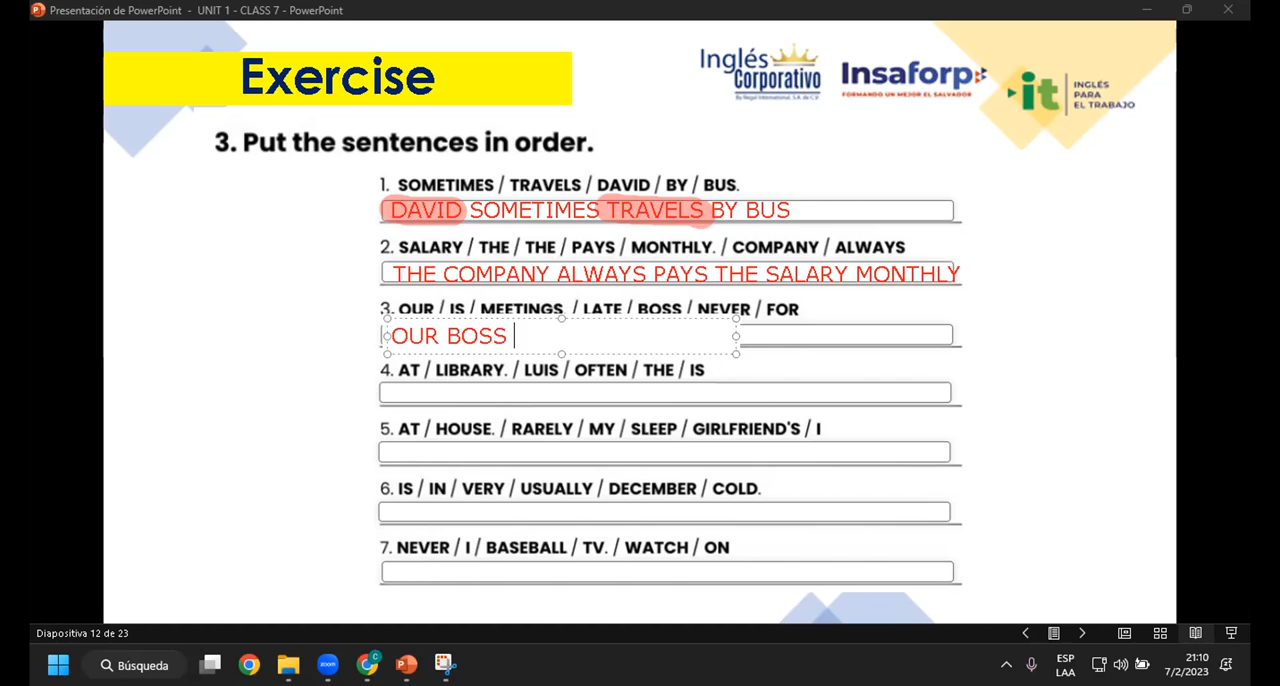 Presentación de PowerPoint - UNIT 1 - CLASS 7 - PowerPoint
Exercise
Inglés
Corporativo
By Regal International, S.A. de C.V.
Insaforp
FORMANDO UN MEJOR EL SALVADOR
it
INGLÉS
PARA
EL TRABAJO
3. Put the sentences in order.
1. SOMETIMES / TRAVELS / DAVID / BY / BUS.
DAVID SOMETIMES TRAVELS BY BUS
2. SALARY / THE / THE / PAYS / MONTHLY. / COMPANY / ALWAYS
THE COMPANY ALWAYS PAYS THE SALARY MONTHLY
3. OUR / IS / MEETINGS / LATE / BOSS / NEVER / FOR
OUR BOSS
4. AT / LIBRARY. / LUIS / OFTEN / THE / IS
5. AT / HOUSE. / RARELY / MY / SLEEP / GIRLFRIEND'S / I
6. IS / IN / VERY / USUALLY / DECEMBER / COLD.
7. NEVER / I / BASEBALL / TV. / WATCH / ON
Diapositiva 12 de 23
Búsqueda
zoom
C
ESP
LAA
21:10
7/2/2023